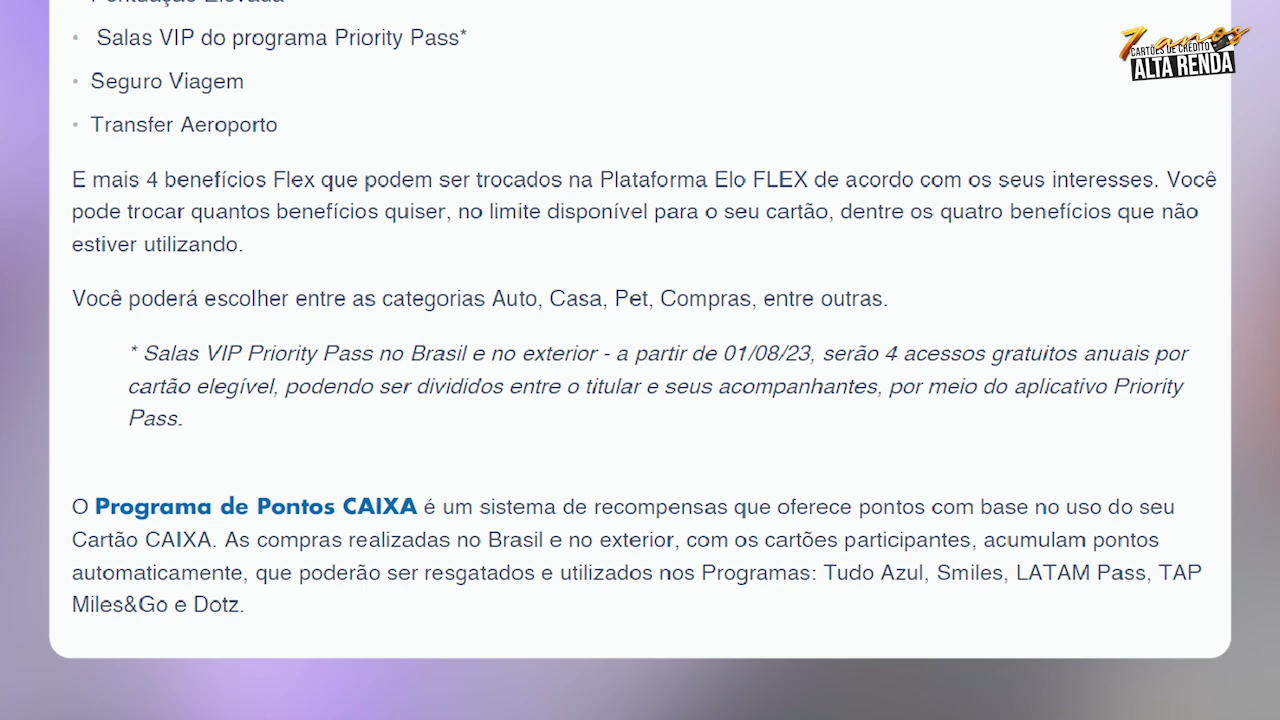 Pontuação Elevada
• Salas VIP do programa Priority Pass*
• Seguro Viagem
• Transfer Aeroporto
E mais 4 benefícios Flex que podem ser trocados na Plataforma Elo FLEX de acordo com os seus interesses. Você
pode trocar quantos benefícios quiser, no limite disponível para o seu cartão, dentre os quatro benefícios que não
estiver utilizando.
Você poderá escolher entre as categorias Auto, Casa, Pet, Compras, entre outras.
* Salas VIP Priority Pass no Brasil e no exterior - a partir de 01/08/23, serão 4 acessos gratuitos anuais por
cartão elegível, podendo ser divididos entre o titular e seus acompanhantes, por meio do aplicativo Priority
Pass.
O Programa de Pontos CAIXA é um sistema de recompensas que oferece pontos com base no uso do seu
Cartão CAIXA. As compras realizadas no Brasil e no exterior, com os cartões participantes, acumulam pontos
automaticamente, que poderão ser resgatados e utilizados nos Programas: Tudo Azul, Smiles, LATAM Pass, TAP
Miles&Go e Dotz.
7 anos
CARTÕES DE CRÉDITO
ALTA RENDA